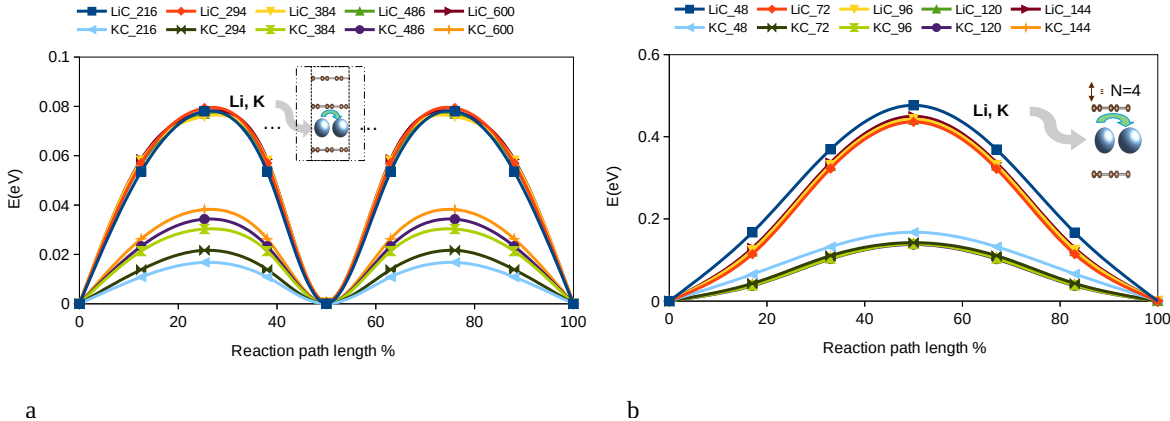 LiC_216 LiC_294 LiC_384 LiC_486 LiC_600
KC_216 KC_294 KC_384 KC_486 KC_600
0.1
0.08
0.06
0.04
0.02
0
E(eV)
Li, K
... ...
0 20 40 60 80 100
Reaction path length %
a
LiC_48 LiC_72 LiC_96 LiC_120 LiC_144
KC_48 KC_72 KC_96 KC_120 KC_144
0.6
0.4
0.2
0
E(eV)
Li, K
N=4
0 20 40 60 80 100
Reaction path length %
b